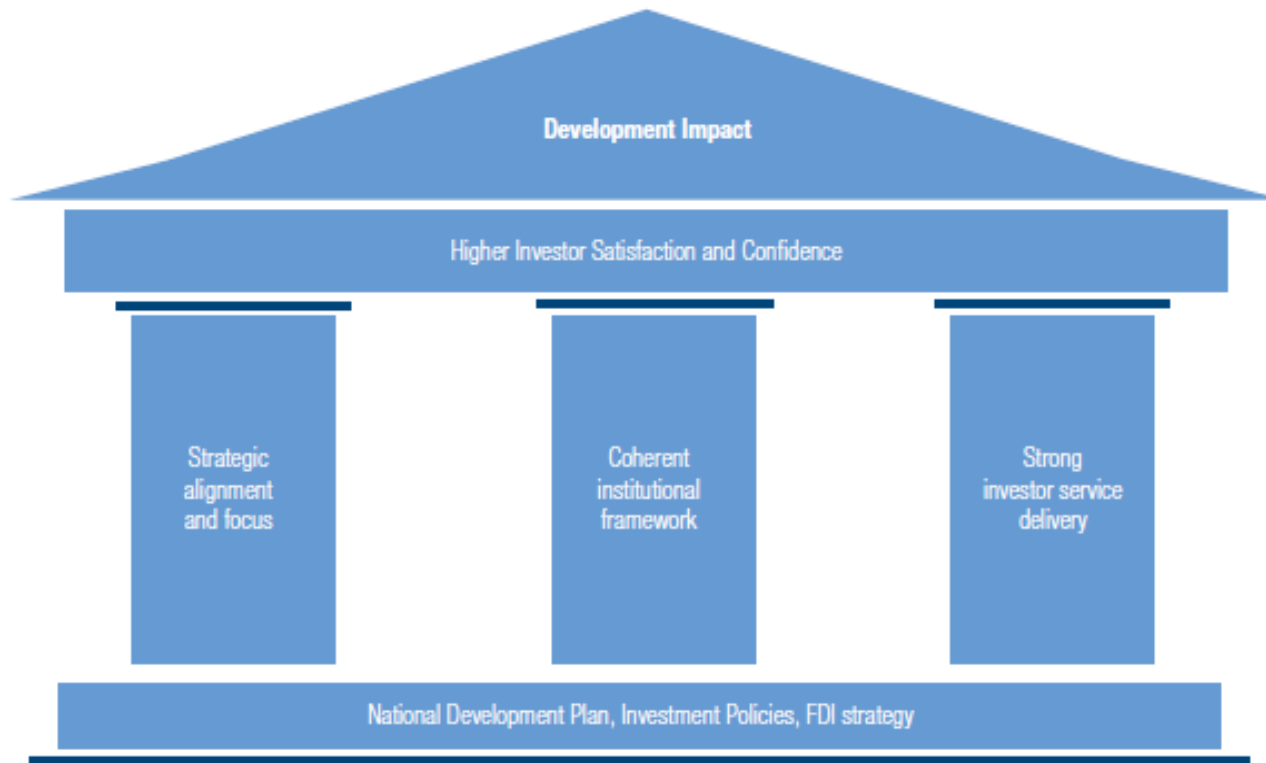 Development Impact
Higher Investor Satisfaction and Confidence
Strategic
alignment
and focus
Coherent
institutional
framework
Strong
investor service
delivery
National Development Plan, Investment Policies, FDI strategy